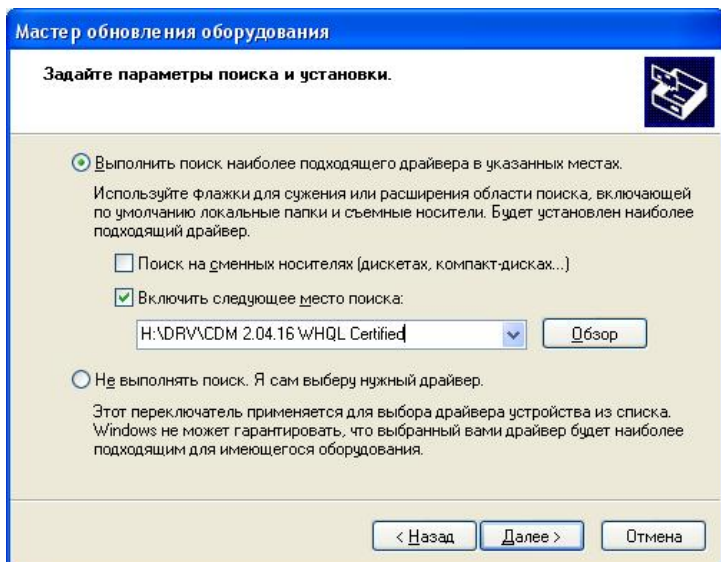 Мастер обновления оборудования
Задайте параметры поиска и установки.
Выполнить поиск наиболее подходящего драйвера в указанных местах.
Используйте флажки для сужения или расширения области поиска, включающей
по умолчанию локальные папки и съемные носители. Будет установлен наиболее
подходящий драйвер.
Поиск на сменных носителях (дискетах, компакт-дисках...)
Включить следующее место поиска:
H:\DRV\CDM 2.04.16 WHQL Certified
Обзор
Не выполнять поиск. Я сам выберу нужный драйвер.
Этот переключатель применяется для выбора драйвера устройства из списка.
Windows не может гарантировать, что выбранный вами драйвер будет наиболее
подходящим для имеющегося оборудования.
< Назад
Далее >
Отмена